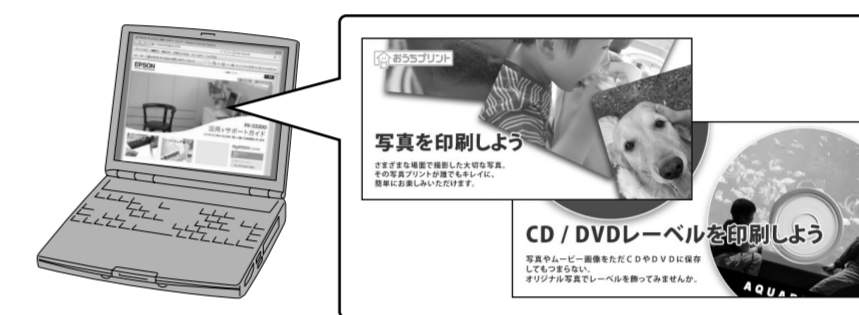 EPSON
活用+サポートガイド
おうちプリント
写真を印刷しよう
さまざまな場面で撮影した大切な写真。
その写真プリントが誰でもキレイに、
簡単にお楽しみいただけます。
CD / DVDレーベルを印刷しよう
写真やムービー画像をただCDやDVDに保存
してもつまらない。
オリジナル写真でレーベルを飾ってみませんか。
AQUA